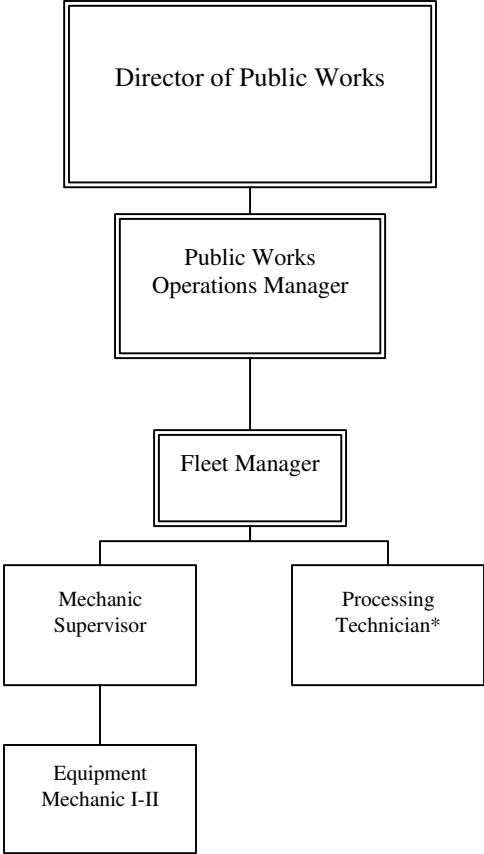 Director of Public Works
Public Works
Operations Manager
Fleet Manager
Mechanic
Supervisor
Processing
Technician*
Equipment
Mechanic I-II